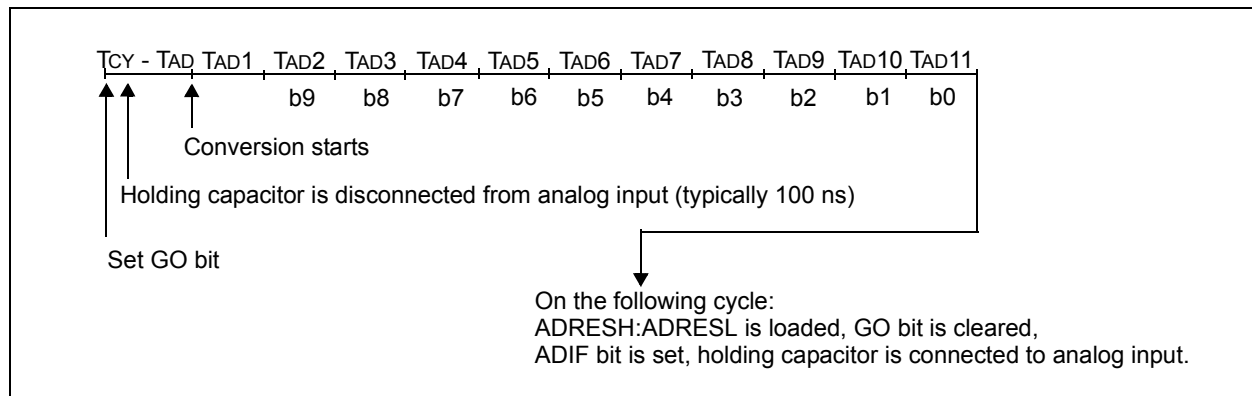 TCY - TAD TAD1 TAD2 TAD3 TAD4 TAD5 TAD6 TAD7 TAD8 TAD9 TAD10 TAD11
b9 b8 b7 b6 b5 b4 b3 b2 b1 b0
Conversion starts
Holding capacitor is disconnected from analog input (typically 100 ns)
Set GO bit
On the following cycle:
ADRESH:ADRESL is loaded, GO bit is cleared,
ADIF bit is set, holding capacitor is connected to analog input.